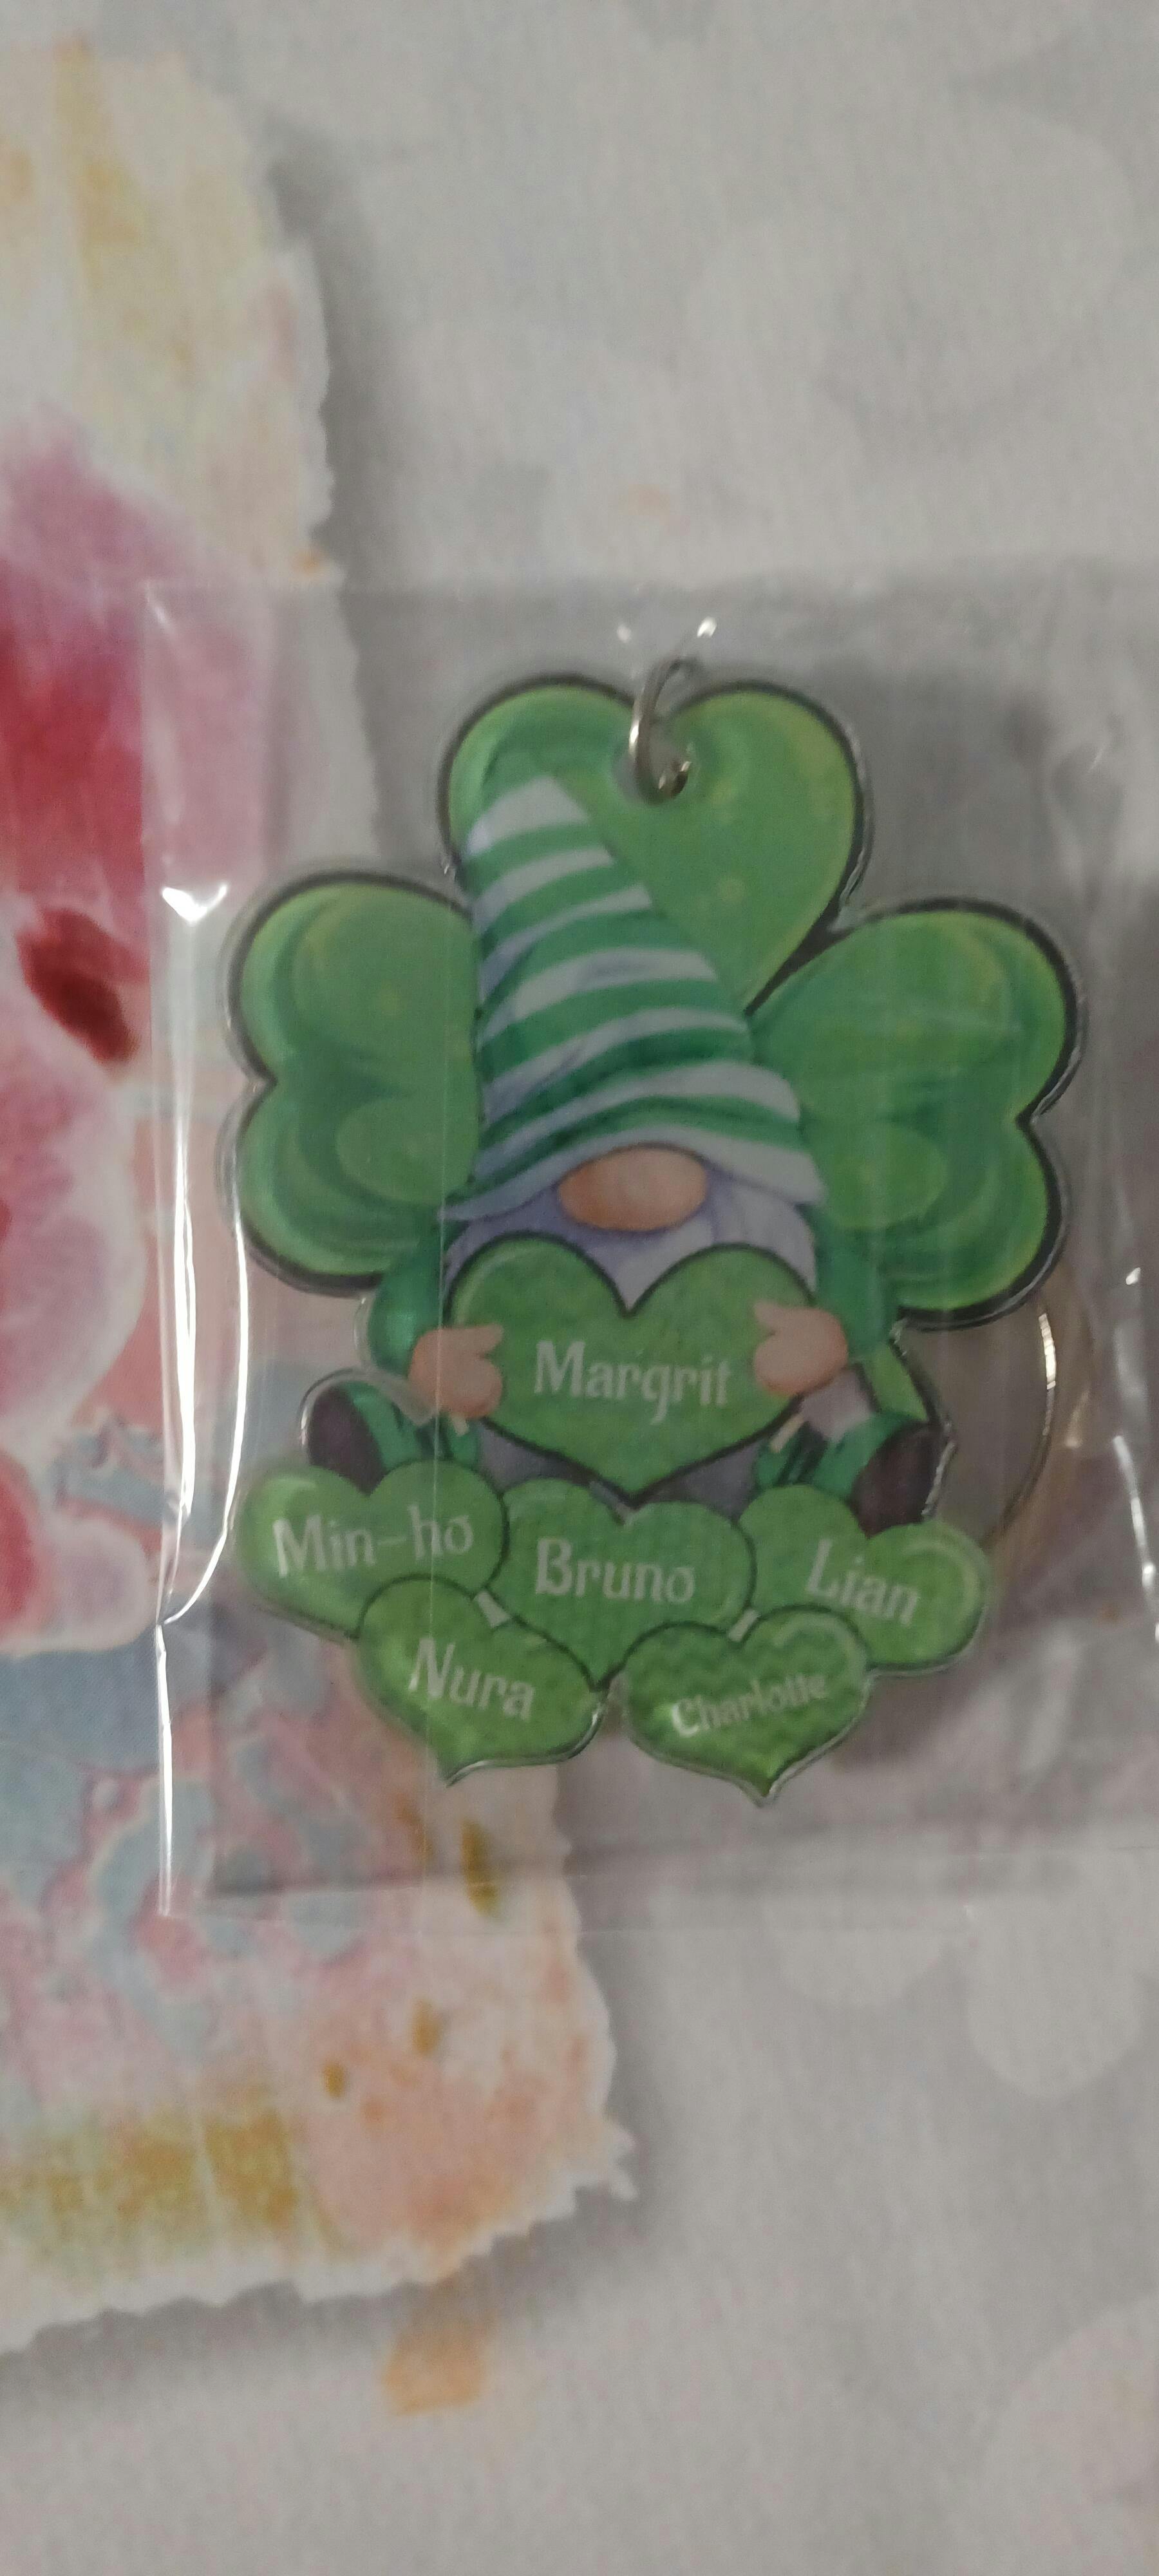 Margrit
Min-ho
Bruno
Lian
Nura
Charlotte